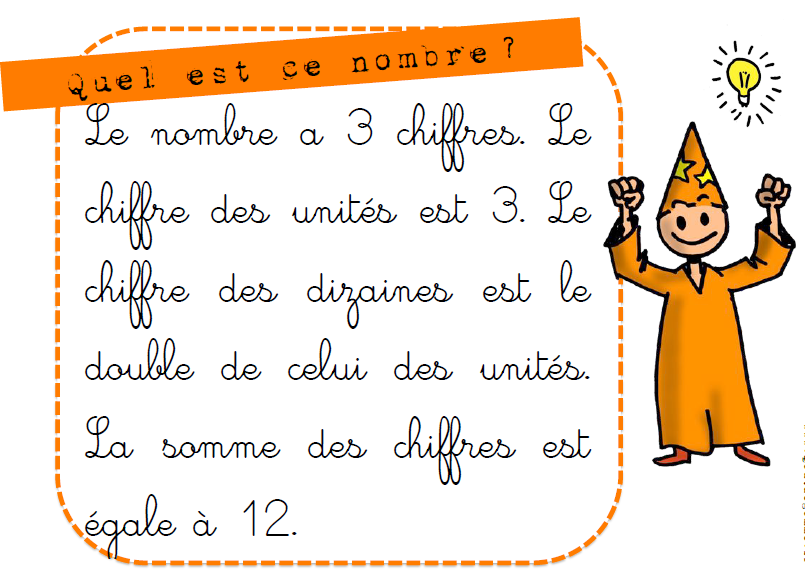 Quel est ce nombre ?
Le nombre a 3 chiffres. Le
chiffre des unités est 3. Le
chiffre des dizaines est le
double de celui des unités.
La somme des chiffres est
égale à 12.